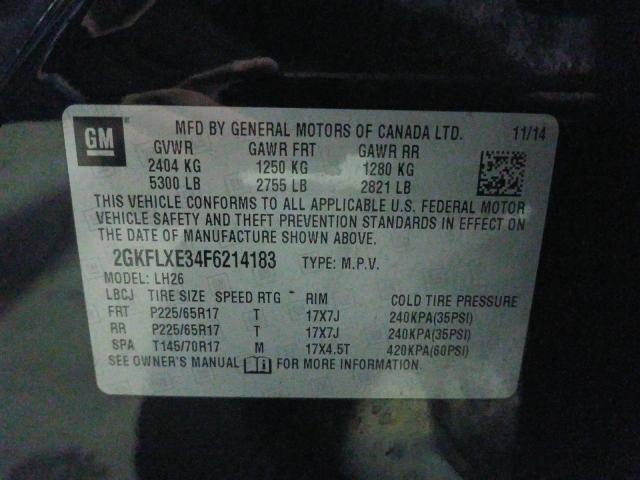 GM
MFD BY GENERAL MOTORS OF CANADA LTD. 11/14
GVWR GAWR FRT GAWR RR
2404 KG 1250 KG 1280 KG
5300 LB 2755 LB 2821 LB
THIS VEHICLE CONFORMS TO ALL APPLICABLE U.S. FEDERAL MOTOR
VEHICLE SAFETY AND THEFT PREVENTION STANDARDS IN EFFECT ON
THE DATE OF MANUFACTURE SHOWN ABOVE.
2GKFLXE34F6214183 TYPE: M.P.V.
MODEL: LH26
LBCJ TIRE SIZE SPEED RTG RIM COLD TIRE PRESSURE
FRT P225/65R17 T 17X7J 240KPA(35PSI)
RR P225/65R17 T 17X7J 240KPA(35PSI)
SPA T145/70R17 M 17X4.5T 420KPA(60PSI)
SEE OWNER'S MANUAL FOR MORE INFORMATION